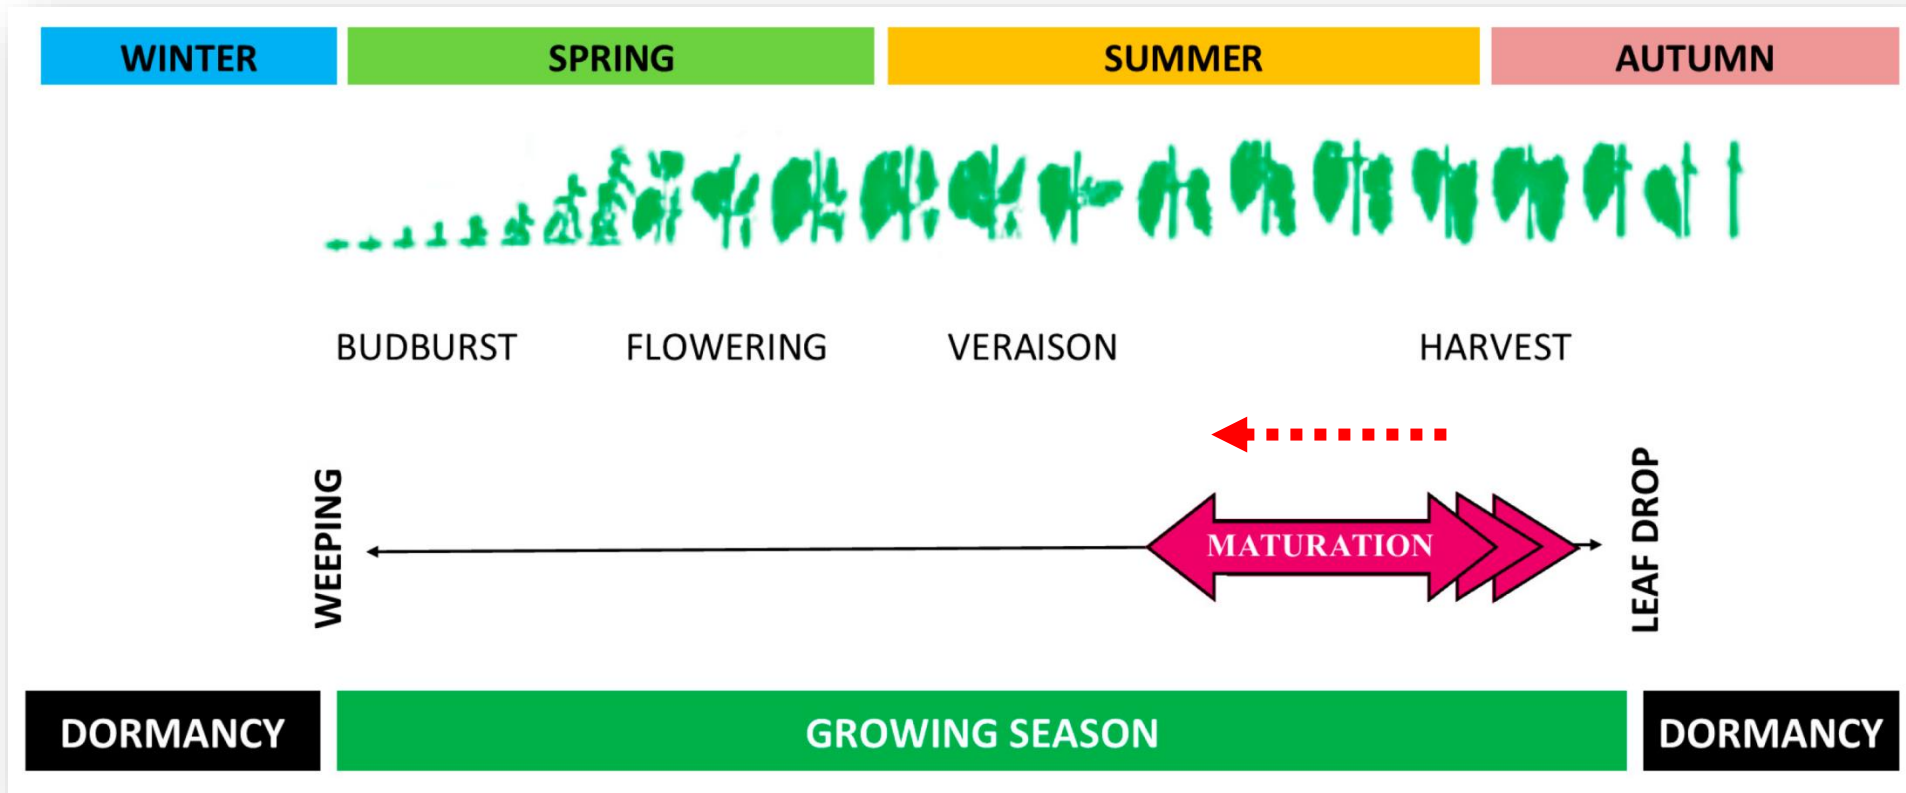 WINTER
SPRING
SUMMER
AUTUMN
BUDBURST
FLOWERING
VERAISON
HARVEST
WEEPING
MATURATION
LEAF DROP
DORMANCY
GROWING SEASON
DORMANCY